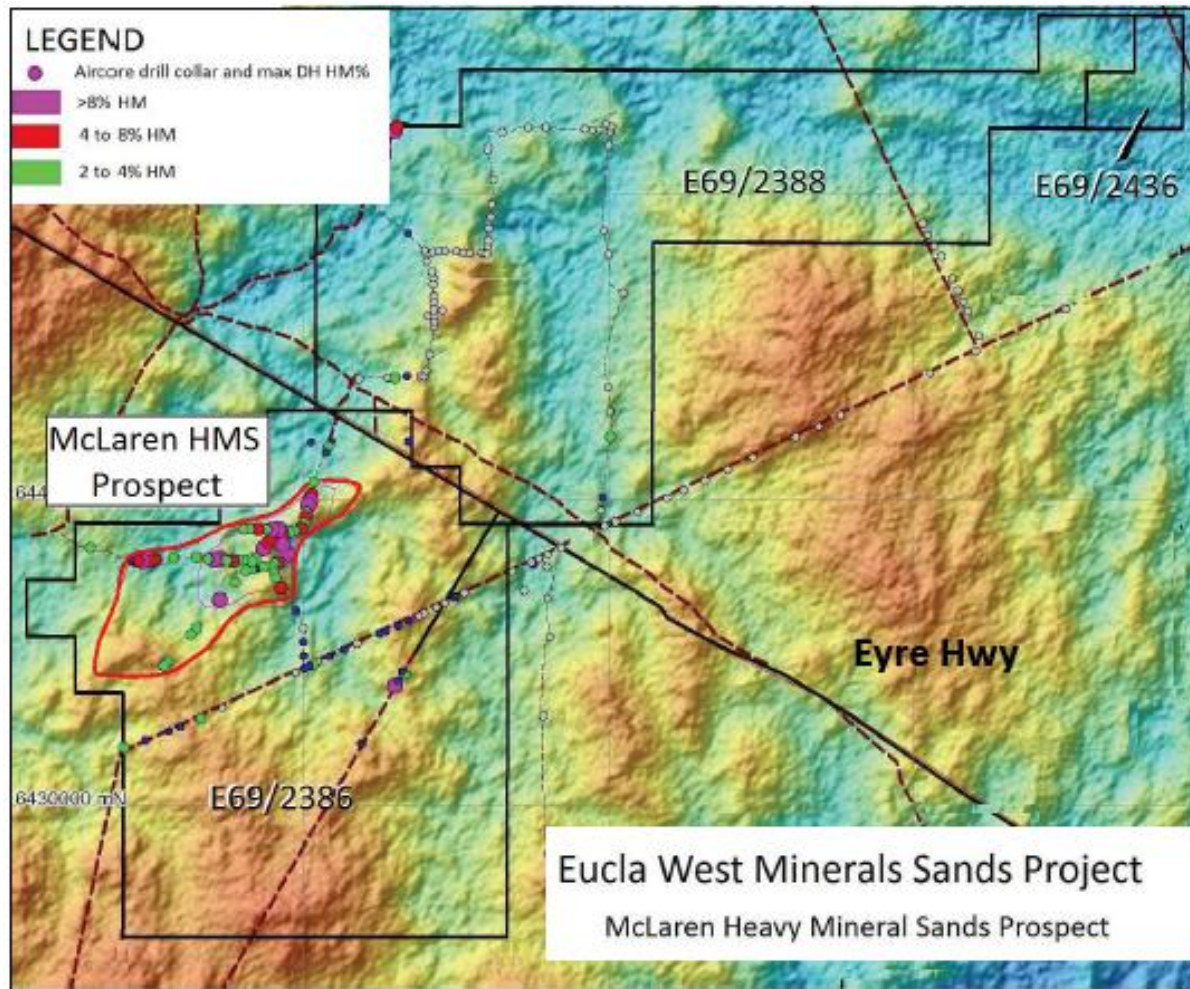 LEGEND
Aircore drill collar and max DH HM%
>8% HM
4 to 8% HM
2 to 4% HM
E69/2388
E69/2436
McLaren HMS
Prospect
644
Eyre Hwy
E69/2386
6430000 mN
Eucla West Minerals Sands Project
McLaren Heavy Mineral Sands Prospect